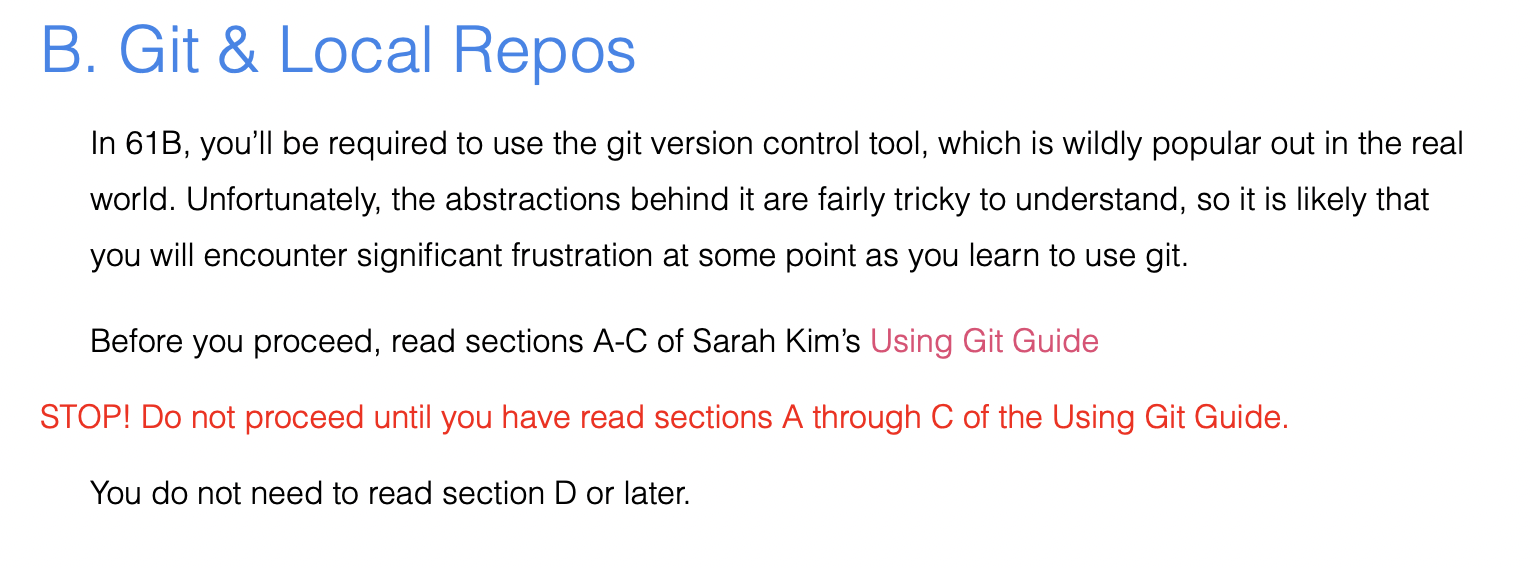 B. Git & Local Repos
In 61B, you’ll be required to use the git version control tool, which is wildly popular out in the real
world. Unfortunately, the abstractions behind it are fairly tricky to understand, so it is likely that
you will encounter significant frustration at some point as you learn to use git.
Before you proceed, read sections A-C of Sarah Kim’s Using Git Guide
STOP! Do not proceed until you have read sections A through C of the Using Git Guide.
You do not need to read section D or later.